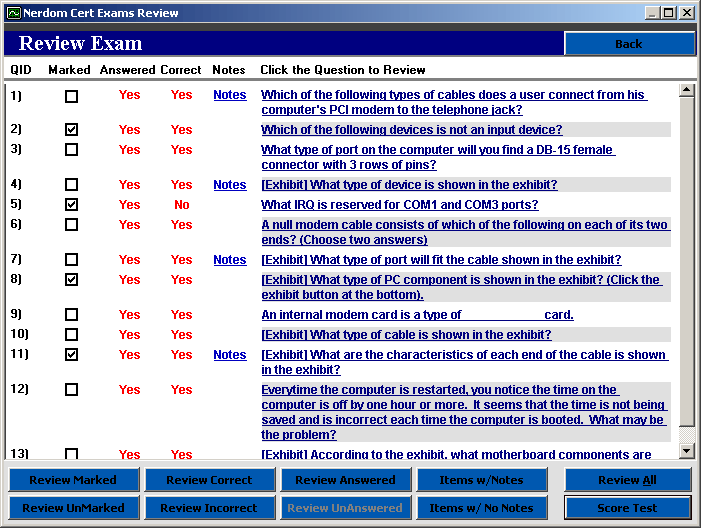 Nerdom Cert Exams Review
Review Exam
Back
QID Marked Answered Correct Notes Click the Question to Review
1) Yes Yes Notes Which of the following types of cables does a user connect from his
computer's PCI modem to the telephone jack?
2) Yes Yes Which of the following devices is not an input device?
3) Yes Yes What type of port on the computer will you find a DB-15 female
connector with 3 rows of pins?
4) Yes Yes Notes [Exhibit] What type of device is shown in the exhibit?
5) Yes No What IRQ is reserved for COM1 and COM3 ports?
6) Yes Yes A null modem cable consists of which of the following on each of its two
ends? (Choose two answers)
7) Yes Yes Notes [Exhibit] What type of port will fit the cable shown in the exhibit?
8) Yes Yes [Exhibit] What type of PC component is shown in the exhibit? (Click the
exhibit button at the bottom).
9) Yes Yes An internal modem card is a type of ____________ card.
10) Yes Yes [Exhibit] What type of cable is shown in the exhibit?
11) Yes Yes Notes [Exhibit] What are the characteristics of each end of the cable is shown
in the exhibit?
12) Yes Yes Everytime the computer is restarted, you notice the time on the
computer is off by one hour or more. It seems that the time is not being
saved and is incorrect each time the computer is booted. What may be
the problem?
13) Yes Yes [Exhibit] According to the exhibit, what motherboard components are
Review Marked Review Correct Review Answered Items w/Notes Review All
Review UnMarked Review Incorrect Review UnAnswered Items w/ No Notes Score Test